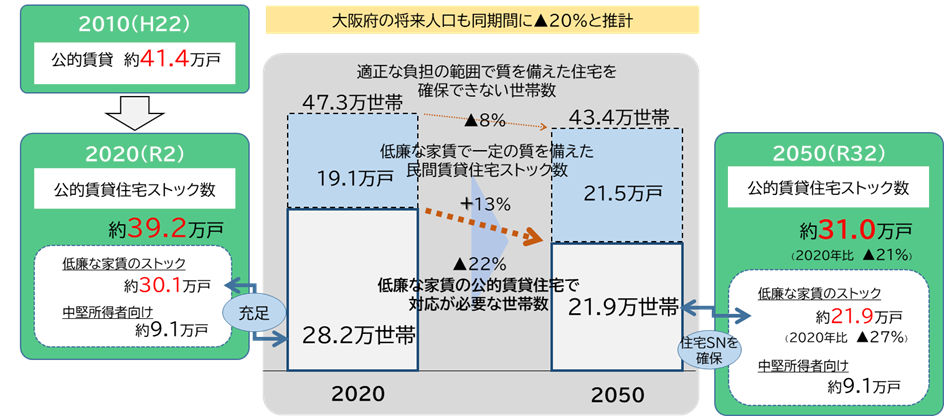 大阪府の将来人口も同期間に▲20%と推計
2010(H22)
公的賃貸 約41.4万戸
2020(R2)
公的賃貸住宅ストック数
約39.2万戸
低廉な家賃のストック
約30.1万戸
中堅所得者向け
約9.1万戸
充足
適正な負担の範囲で質を備えた住宅を
確保できない世帯数
47.3万世帯
▲8%
43.4万世帯
低廉な家賃で一定の質を備えた
民間賃貸住宅ストック数
19.1万戸
+13%
21.5万戸
▲22%
低廉な家賃の公的賃貸住宅で
対応が必要な世帯数
28.2万世帯
21.9万世帯
2020
2050
住宅SNを
確保
2050(R32)
公的賃貸住宅ストック数
約31.0万戸
(2020年比 ▲21%)
低廉な家賃のストック
約21.9万戸
(2020年比 ▲27%)
中堅所得者向け
約9.1万戸